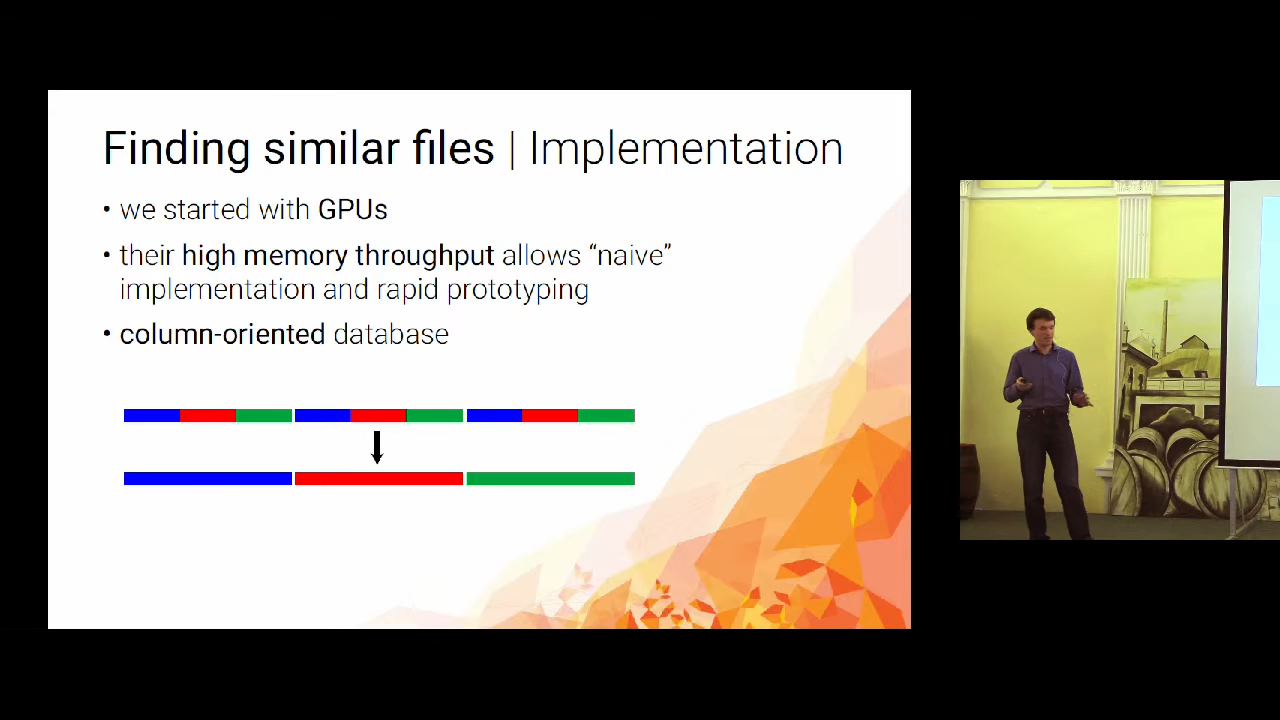 Finding similar files | Implementation
• we started with GPUs
• their high memory throughput allows “naive”
implementation and rapid prototyping
• column-oriented database